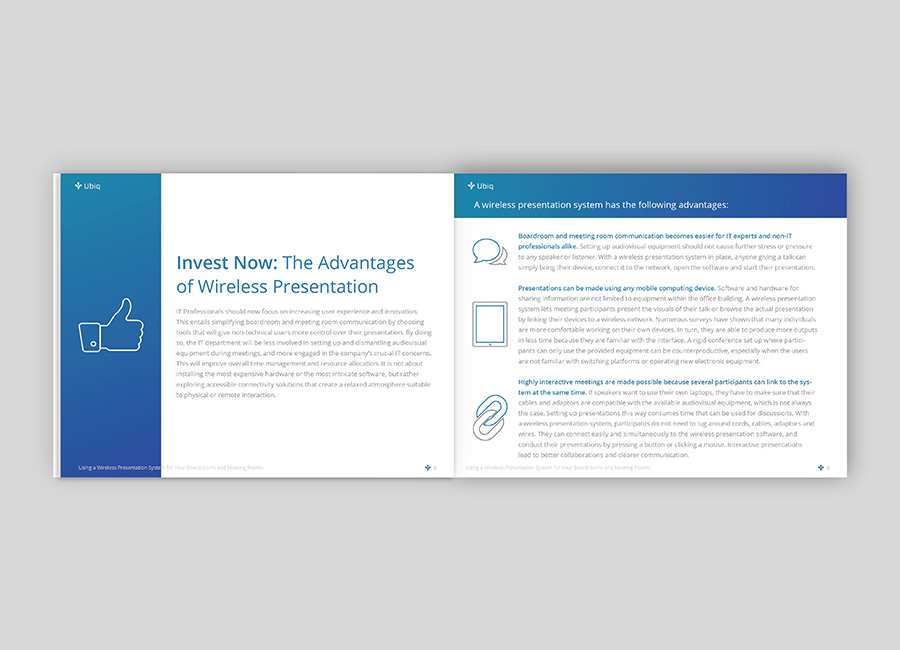 Ubiq
Invest Now: The Advantages
of Wireless Presentation
IT Professionals should now focus on increasing user experience and innovation.
This entails simplifying boardroom and meeting room communication by choosing
tools that will give non-technical users more control over their presentation. By doing
so, the IT department will be less involved in setting up and dismantling audiovisual
equipment during meetings, and more engaged in the company's crucial IT concerns.
This will improve overall time management and resource allocation. It is not about
installing the most expensive hardware or the most intricate software, but rather
exploring accessible connectivity solutions that create a relaxed atmosphere suitable
to physical or remote interaction.
Using a Wireless Presentation System for Your Boardrooms and Meeting Rooms
Ubiq
A wireless presentation system has the following advantages:
Boardroom and meeting room communication becomes easier for IT experts and non-IT
professionals alike. Setting up audiovisual equipment should not cause further stress or pressure
to any speaker or listener. With a wireless presentation system in place, anyone giving a talk can
simply bring their device, connect it to the network, open the software and start their presentation.
Presentations can be made using any mobile computing device. Software and hardware for
sharing information are not limited to equipment within the office building. A wireless presentation
system lets meeting participants present the visuals of their talk or browse the actual presentation
by linking their devices to a wireless network. Numerous surveys have shown that many individuals
are more comfortable working on their own devices. In turn, they are able to produce more outputs
in less time because they are familiar with the interface. A rigid conference set up where partici-
pants can only use the provided equipment can be counterproductive, especially when the users
are not familiar with switching platforms or operating new electronic equipment.
Highly interactive meetings are made possible because several participants can link to the sys-
tem at the same time. If speakers want to use their own laptops, they have to make sure that their
cables and adaptors are compatible with the available audiovisual equipment, which is not always
the case. Setting up presentations this way consumes time that can be used for discussions. With
a wireless presentation system, participants do not need to lug around cords, cables, adaptors and
wires. They can connect easily and simultaneously to the wireless presentation software, and
conduct their presentations by pressing a button or clicking a mouse. Interactive presentations
lead to better collaborations and clearer communication.
Using a Wireless Presentation System for Your Boardrooms and Meeting Rooms